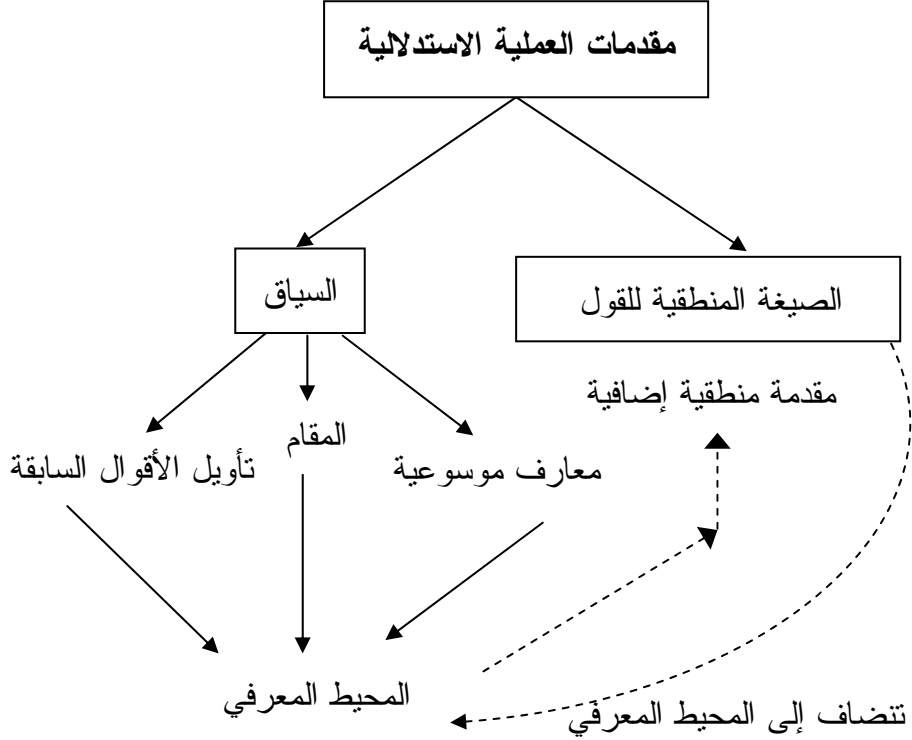 مقدمات العملية الاستدلالية
الصيغة المنطقية للقول
السياق
مقدمة منطقية إضافية
المقام
معارف موسوعية
تأويل الأقوال السابقة
المحيط المعرفي
تتضاف إلى المحيط المعرفي